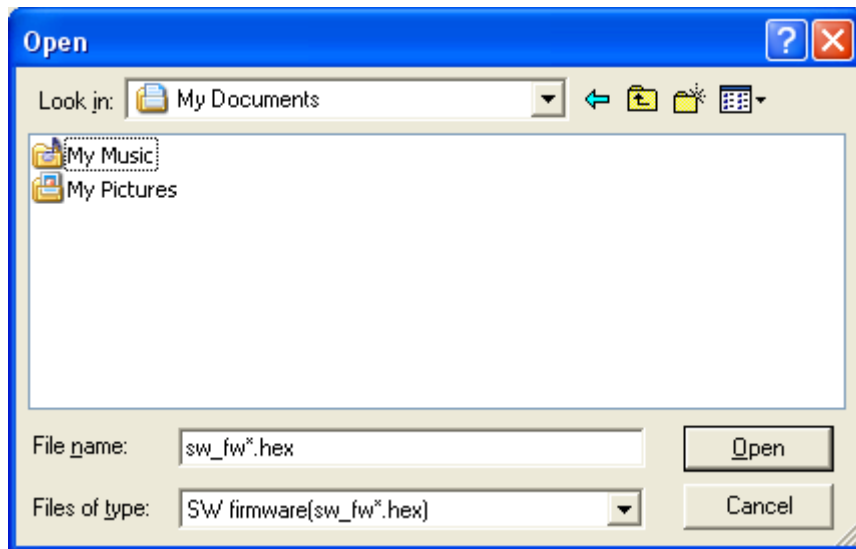 Open
Look in: My Documents
My Music
My Pictures
File name: sw_fw*.hex Open
Files of type: SW firmware(sw_fw*.hex) Cancel